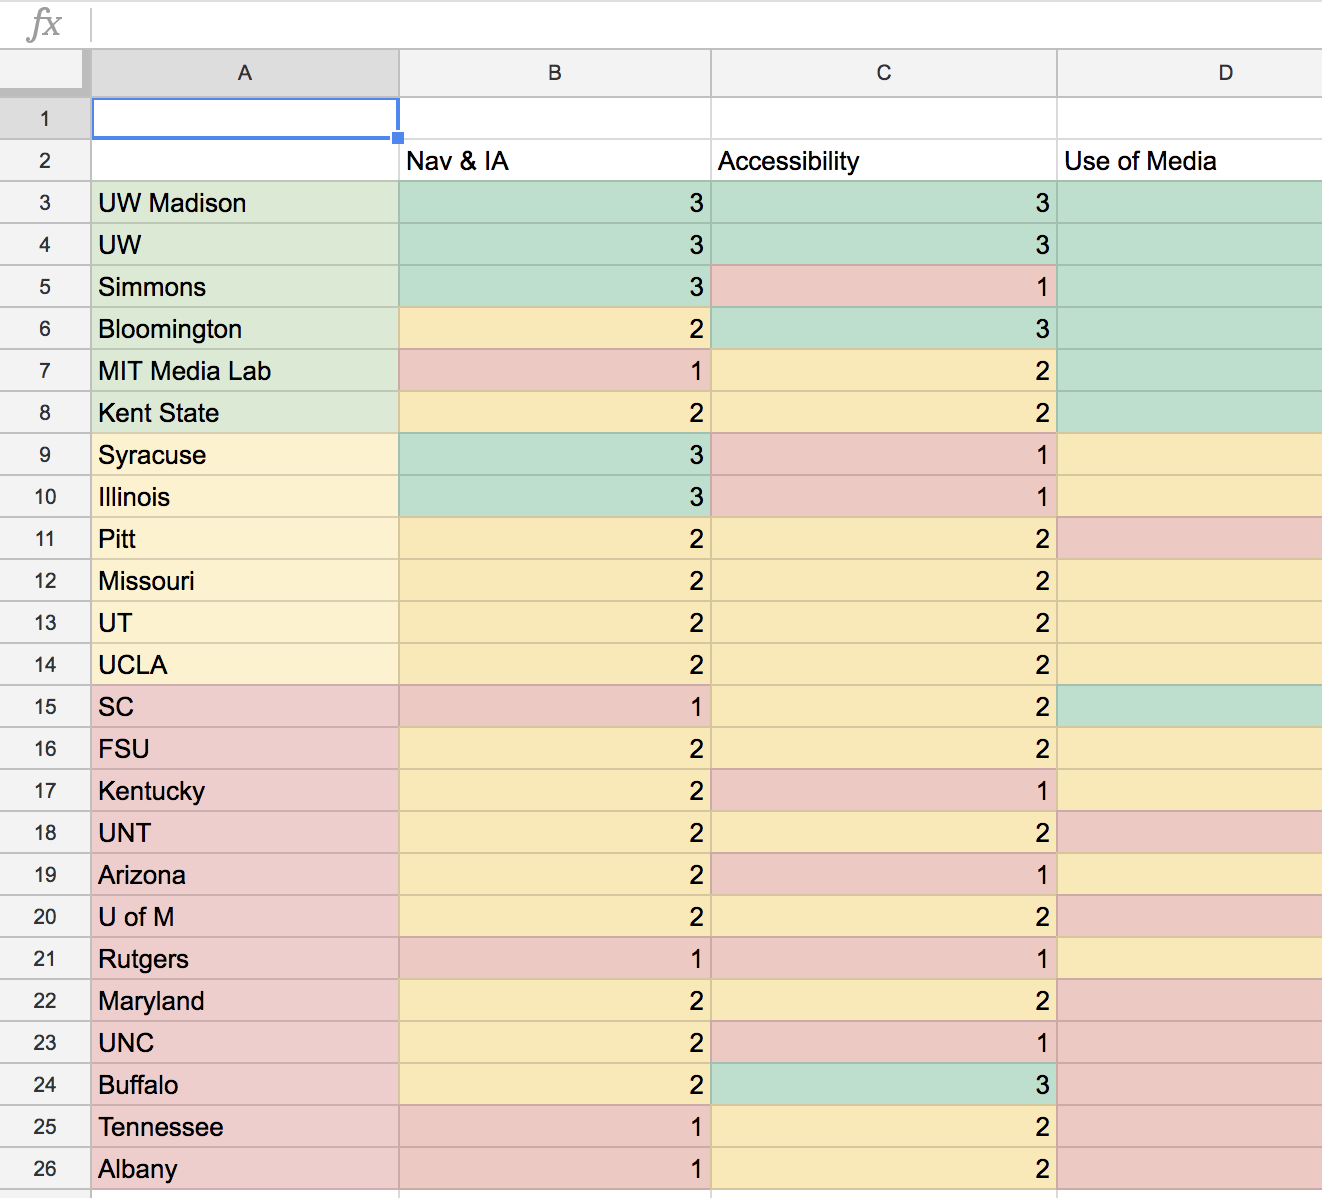 fx
A B C D
1
2 Nav & IA Accessibility Use of Media
3 UW Madison 3 3
4 UW 3 3
5 Simmons 3 1
6 Bloomington 2 3
7 MIT Media Lab 1 2
8 Kent State 2 2
9 Syracuse 3 1
10 Illinois 3 1
11 Pitt 2 2
12 Missouri 2 2
13 UT 2 2
14 UCLA 2 2
15 SC 1 2
16 FSU 2 2
17 Kentucky 2 1
18 UNT 2 2
19 Arizona 2 1
20 U of M 2 2
21 Rutgers 1 1
22 Maryland 2 2
23 UNC 2 1
24 Buffalo 2 3
25 Tennessee 1 2
26 Albany 1 2